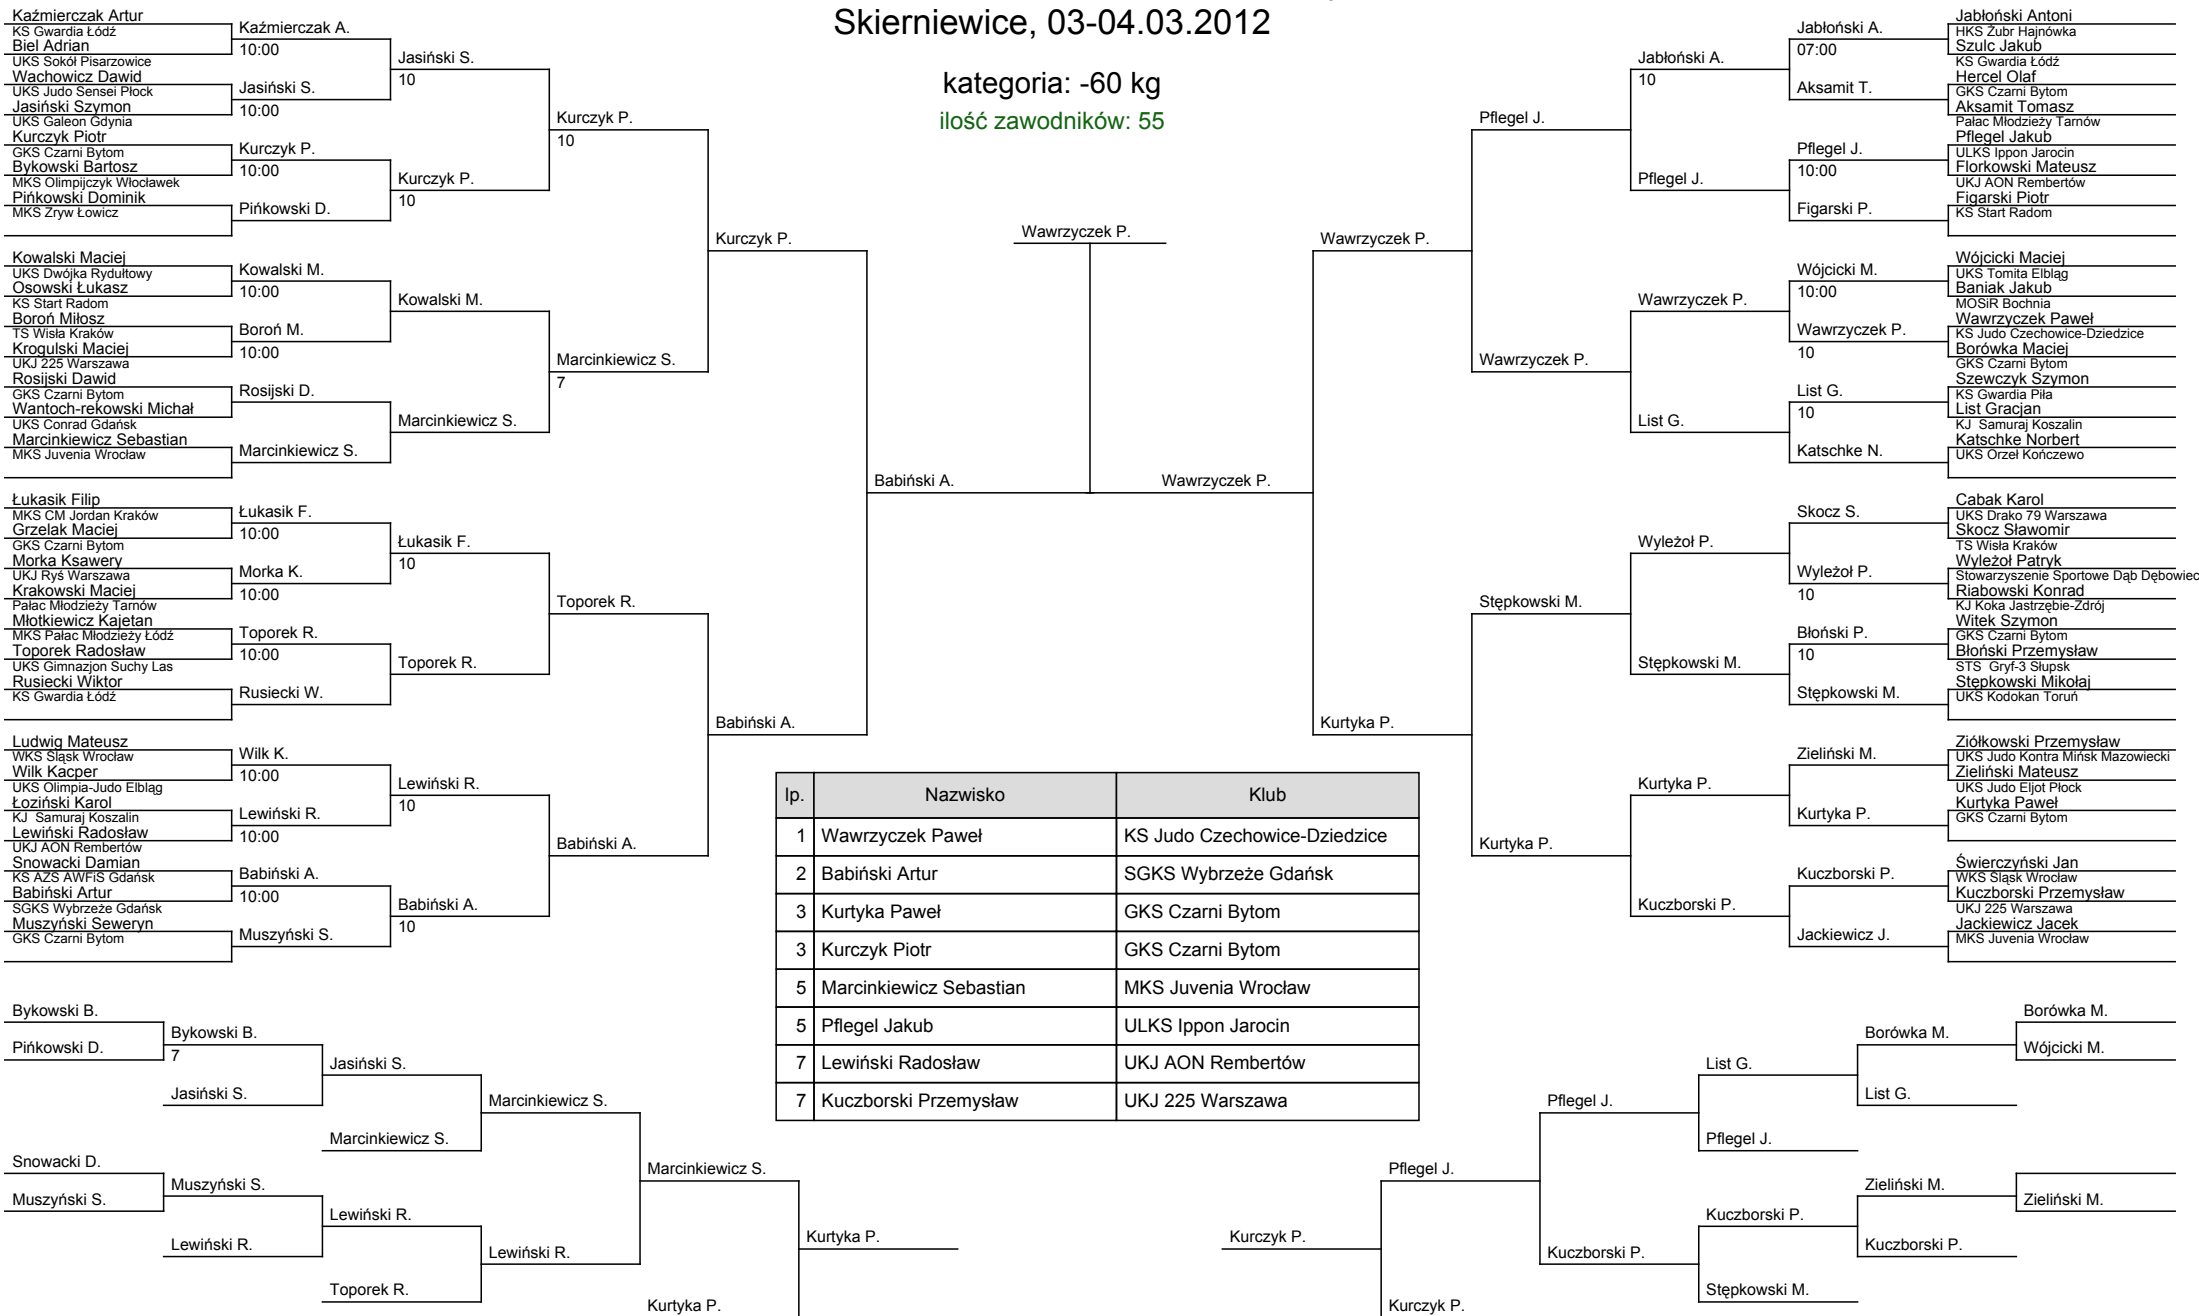 Skierniewice, 03-04.03.2012
kategoria: -60 kg
ilość zawodników: 55
Kaźmierczak Artur
KS Gwardia Łódź
Biel Adrian
UKS Sokół Pisarzowice
Wachowicz Dawid
UKS Judo Sensei Płock
Jasiński Szymon
UKS Galeon Gdynia
Kurczyk Piotr
GKS Czarni Bytom
Bykowski Bartosz
MKS Olimpijczyk Włocławek
Pińkowski Dominik
MKS Zryw Łowicz
Kowalski Maciej
UKS Dwójka Rydułtowy
Osowski Łukasz
KS Start Radom
Boroń Miłosz
TS Wisła Kraków
Krogulski Maciej
UKJ 225 Warszawa
Rosijski Dawid
GKS Czarni Bytom
Wantoch-rekowski Michał
UKS Conrad Gdańsk
Marcinkiewicz Sebastian
MKS Juvenia Wrocław
Łukasik Filip
MKS CM Jordan Kraków
Grzelak Maciej
GKS Czarni Bytom
Morka Ksawery
UKJ Ryś Warszawa
Krakowski Maciej
Pałac Młodzieży Tarnów
Młotkiewicz Kajetan
MKS Pałac Młodzieży Łódź
Toporek Radosław
UKS Gimnazjon Suchy Las
Rusiecki Wiktor
KS Gwardia Łódź
Ludwig Mateusz
WKS Śląsk Wrocław
Wilk Kacper
UKS Olimpia-Judo Elbląg
Łoziński Karol
KJ  Samuraj Koszalin
Lewiński Radosław
UKJ AON Rembertów
Snowacki Damian
KS AZS AWFiS Gdańsk
Babiński Artur
SGKS Wybrzeże Gdańsk
Muszyński Seweryn
GKS Czarni Bytom
Kaźmierczak A.
10:00
Jasiński S.
10:00
Kurczyk P.
10:00
Pińkowski D.
Kowalski M.
10:00
Boroń M.
10:00
Rosijski D.
Marcinkiewicz S.
Łukasik F.
10:00
Morka K.
10:00
Toporek R.
10:00
Rusiecki W.
Wilk K.
10:00
Lewiński R.
10:00
Babiński A.
10:00
Muszyński S.
Jasiński S.
10
Kurczyk P.
10
Kowalski M.
Marcinkiewicz S.
Łukasik F.
10
Toporek R.
Lewiński R.
10
Babiński A.
10
Kurczyk P.
10
Marcinkiewicz S.
7
Toporek R.
Babiński A.
Kurczyk P.
Babiński A.
Babiński A.
Wawrzyczek P.
Wawrzyczek P.
Wawrzyczek P.
Kurtyka P.
Pflegel J.
Wawrzyczek P.
Stępkowski M.
Kurtyka P.
Jabłoński A.
10
Pflegel J.
Wawrzyczek P.
List G.
Wyleżoł P.
Stępkowski M.
Kurtyka P.
Kuczborski P.
Jabłoński A.
07:00
Aksamit T.
Pflegel J.
10:00
Figarski P.
Wójcicki M.
10:00
Wawrzyczek P.
10
List G.
10
Katschke N.
Skocz S.
Wyleżoł P.
10
Błoński P.
10
Stępkowski M.
Zieliński M.
Kurtyka P.
Kuczborski P.
Jackiewicz J.
Jabłoński Antoni
HKS Żubr Hajnówka
Szulc Jakub
KS Gwardia Łódź
Hercel Olaf
GKS Czarni Bytom
Aksamit Tomasz
Pałac Młodzieży Tarnów
Pflegel Jakub
ULKS Ippon Jarocin
Florkowski Mateusz
UKJ AON Rembertów
Figarski Piotr
KS Start Radom
Wójcicki Maciej
UKS Tomita Elbląg
Baniak Jakub
MOSiR Bochnia
Wawrzyczek Paweł
KS Judo Czechowice-Dziedzice
Borówka Maciej
GKS Czarni Bytom
Szewczyk Szymon
KS Gwardia Piła
List Gracjan
KJ  Samuraj Koszalin
Katschke Norbert
UKS Orzeł Kończewo
Cabak Karol
UKS Drako 79 Warszawa
Skocz Sławomir
TS Wisła Kraków
Wyleżoł Patryk
Stowarzyszenie Sportowe Dąb Dębowiec
Riabowski Konrad
KJ Koka Jastrzębie-Zdrój
Witek Szymon
GKS Czarni Bytom
Błoński Przemysław
STS  Gryf-3 Słupsk
Stępkowski Mikołaj
UKS Kodokan Toruń
Ziółkowski Przemysław
UKS Judo Kontra Mińsk Mazowiecki
Zieliński Mateusz
UKS Judo Eljot Płock
Kurtyka Paweł
GKS Czarni Bytom
Świerczyński Jan
WKS Śląsk Wrocław
Kuczborski Przemysław
UKJ 225 Warszawa
Jackiewicz Jacek
MKS Juvenia Wrocław
lp. Nazwisko Klub
1 Wawrzyczek Paweł KS Judo Czechowice-Dziedzice
2 Babiński Artur SGKS Wybrzeże Gdańsk
3 Kurtyka Paweł GKS Czarni Bytom
3 Kurczyk Piotr GKS Czarni Bytom
5 Marcinkiewicz Sebastian MKS Juvenia Wrocław
5 Pflegel Jakub ULKS Ippon Jarocin
7 Lewiński Radosław UKJ AON Rembertów
7 Kuczborski Przemysław UKJ 225 Warszawa
Bykowski B.
Pińkowski D.
Snowacki D.
Muszyński S.
Bykowski B.
7
Jasiński S.
Muszyński S.
Lewiński R.
Jasiński S.
Marcinkiewicz S.
Lewiński R.
Toporek R.
Marcinkiewicz S.
Lewiński R.
Marcinkiewicz S.
Kurtyka P.
Kurtyka P.
Kurczyk P.
Pflegel J.
Kurczyk P.
Pflegel J.
Kuczborski P.
List G.
Pflegel J.
Kuczborski P.
Stępkowski M.
Borówka M.
List G.
Zieliński M.
Kuczborski P.
Borówka M.
Wójcicki M.
Zieliński M.